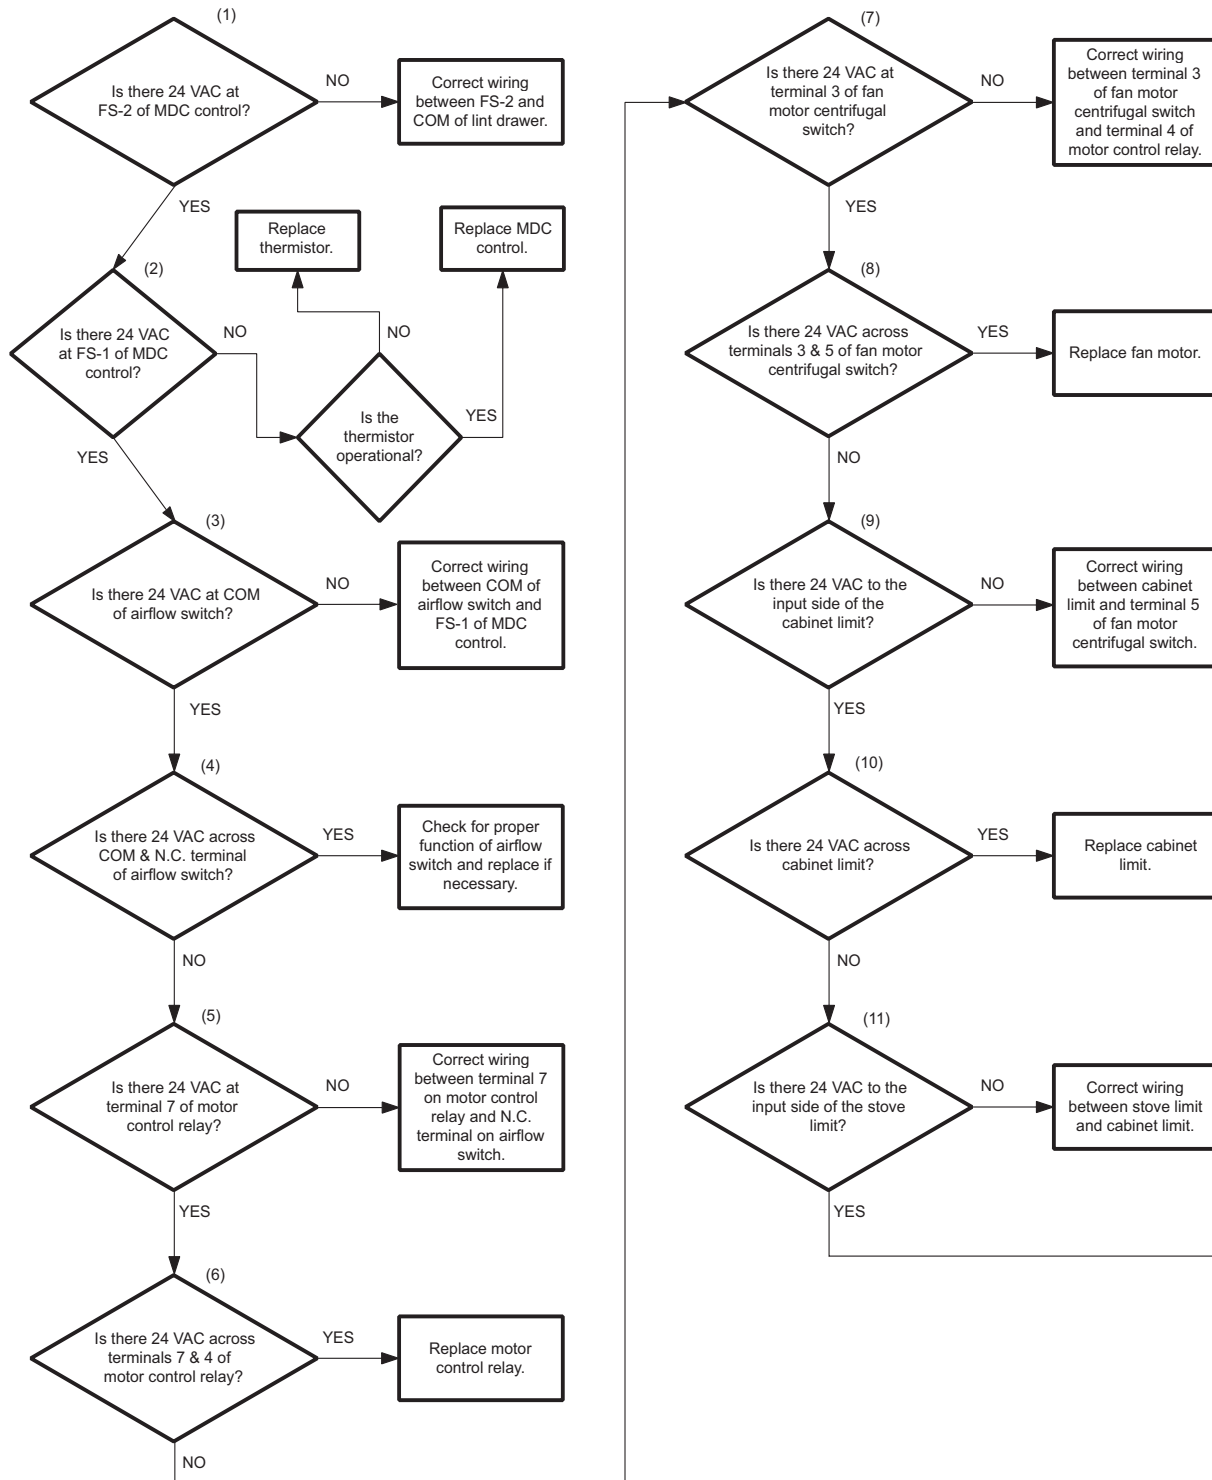 (1)
Is there 24 VAC at
FS-2 of MDC control?
NO
Correct wiring
between FS-2 and
COM of lint drawer.
YES
(2)
Is there 24 VAC
at FS-1 of MDC
control?
NO
Replace
thermistor.
Replace MDC
control.
NO
Is the
thermistor
operational?
YES
YES
(3)
Is there 24 VAC at COM
of airflow switch?
NO
Correct wiring
between COM of
airflow switch and
FS-1 of MDC
control.
YES
(4)
Is there 24 VAC across
COM & N.C. terminal
of airflow switch?
YES
Check for proper
function of airflow
switch and replace if
necessary.
NO
(5)
Is there 24 VAC at
terminal 7 of motor
control relay?
NO
Correct wiring
between terminal 7
on motor control
relay and N.C.
terminal on airflow
switch.
YES
(6)
Is there 24 VAC across
terminals 7 & 4 of
motor control relay?
YES
Replace motor
control relay.
NO
(7)
Is there 24 VAC at
terminal 3 of fan
motor centrifugal
switch?
NO
Correct wiring
between terminal 3
of fan motor
centrifugal switch
and terminal 4 of
motor control relay.
YES
(8)
Is there 24 VAC across
terminals 3 & 5 of fan motor
centrifugal switch?
YES
Replace fan motor.
NO
(9)
Is there 24 VAC to the
input side of the
cabinet limit?
NO
Correct wiring
between cabinet
limit and terminal 5
of fan motor
centrifugal switch.
YES
(10)
Is there 24 VAC across
cabinet limit?
YES
Replace cabinet
limit.
NO
(11)
Is there 24 VAC to the
input side of the stove
limit?
NO
Correct wiring
between stove limit
and cabinet limit.
YES